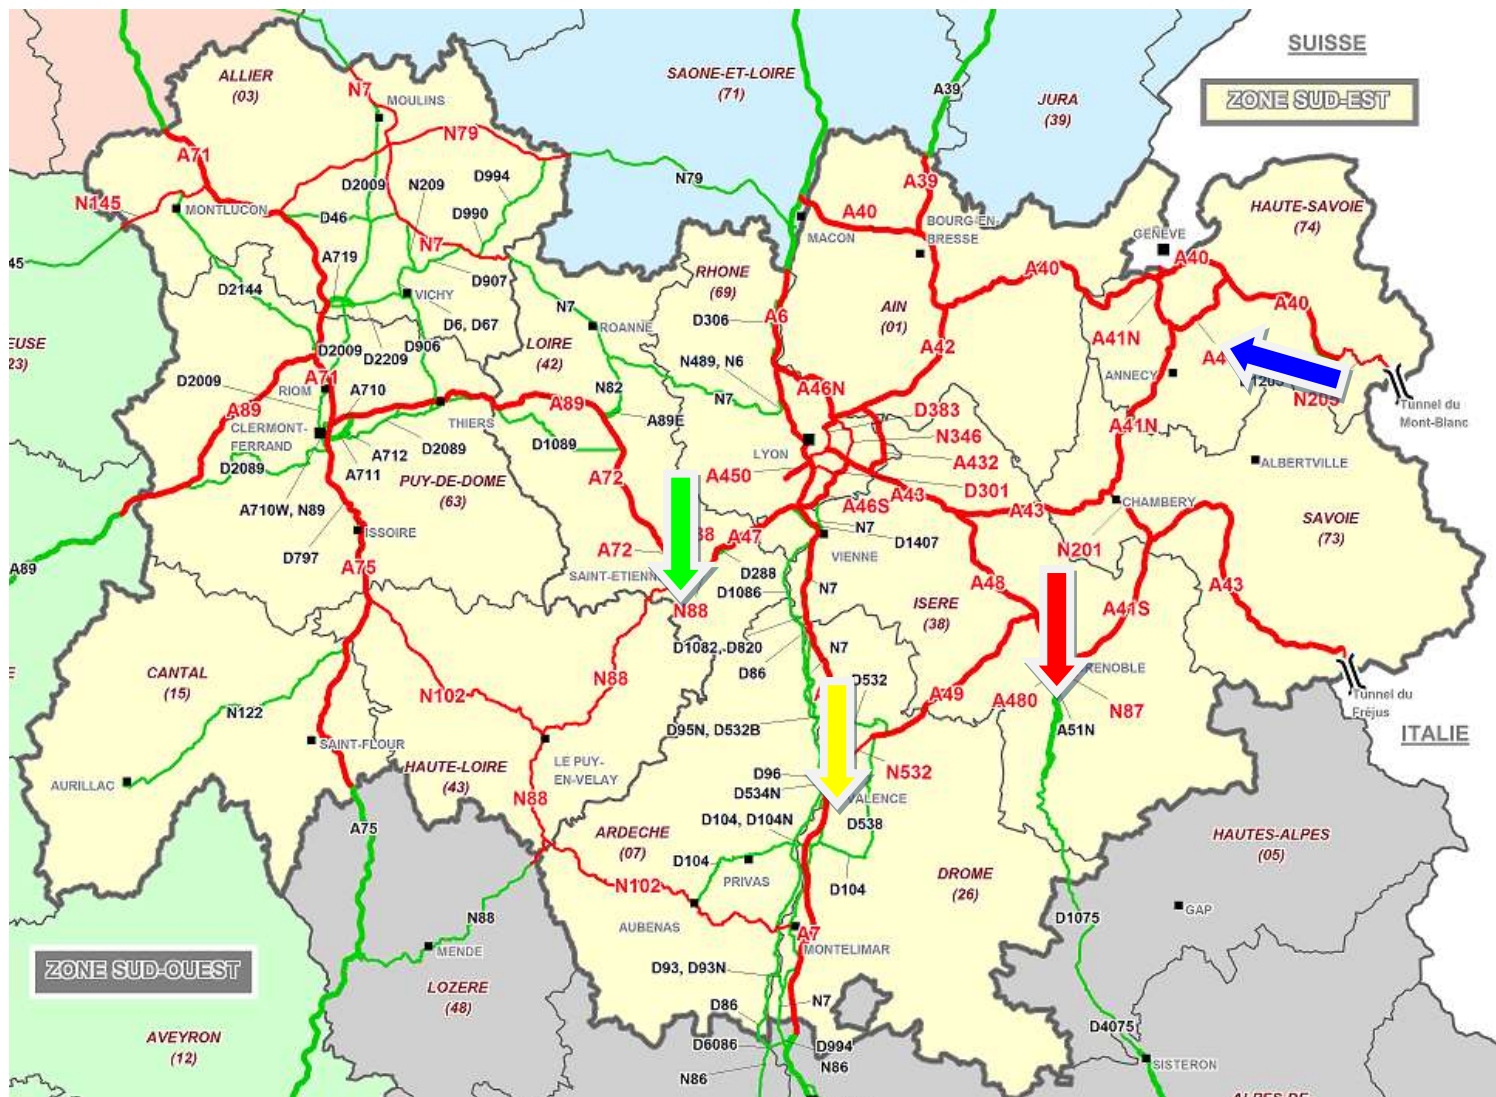 SUISSE
ZONE SUD-EST
ALLIER
(03)
SAONE-ET-LOIRE
(71)
JURA
(39)
A39
N7
MOULINS
N79
A71
D2009
N209
D994
N79
A39
HAUTE-SAVOIE
(74)
N145
MONTLUCON
D46
D990
A40
BOURG-EN-
BRESSE
MACON
GENÈVE
N7
A719
D907
RHONE
(69)
A40
A40
45
D2144
VICHY
N7
AIN
(01)
A40
D6, D67
D306
A6
ROANNE
A41N
EUSE
23)
D2009
D2209
D906
LOIRE
(42)
N489, N6
A42
D2009
A71
RIOM
A710
N82
A46N
ANNECY
N205
Tunnel du
Mont-Blanc
A89
CLERMONT-
FERRAND
THIERS
A89
A89E
N7
D383
N346
A41N
D2089
A712
A711
D2089
D1089
LYON
A432
ALBERTVILLE
PUY-DE-DOME
(63)
A72
A450
D301
A43
A710W, N89
A46S
A43
CHAMBERY
SAVOIE
(73)
ISSOIRE
N7
D1407
VIENNE
A47
D797
A72
N201
A89
A75
SAINT-ETIENN
D288
D1086
N7
A48
A43
N88
ISERE
(38)
A41S
D1082, D820
N7
D86
CANTAL
(15)
N88
N102
D532
RENOBLE
A49
A480
N87
Tunnel du
Fréjus
N122
D95N, D532B
A51N
ITALIE
SAINT-FLOUR
LE PUY-
EN-VELAY
HAUTE-LOIRE
(43)
N532
AURILLAC
D96
D534N
N88
VALENCE
A75
ARDECHE
(07)
D104, D104N
D538
HAUTES-ALPES
(05)
D104
PRIVAS
N102
D104
DROME
(26)
AUBENAS
N88
D1075
GAP
A7
MENDE
MONTELIMAR
ZONE SUD-OUEST
D93, D93N
LOZERE
(48)
D86
N7
AVEYRON
(12)
D4075
D6086
D994
N86
SISTERON
N86
ALPES-DE